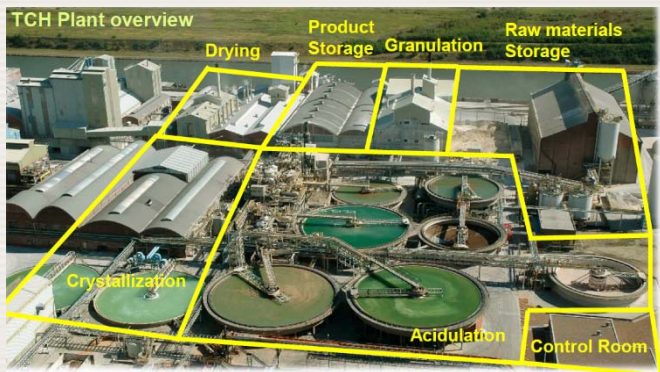 TCH Plant overview
Drying
Product
Storage
Granulation
Raw materials
Storage
Crystallization
Acidulation
Control Room